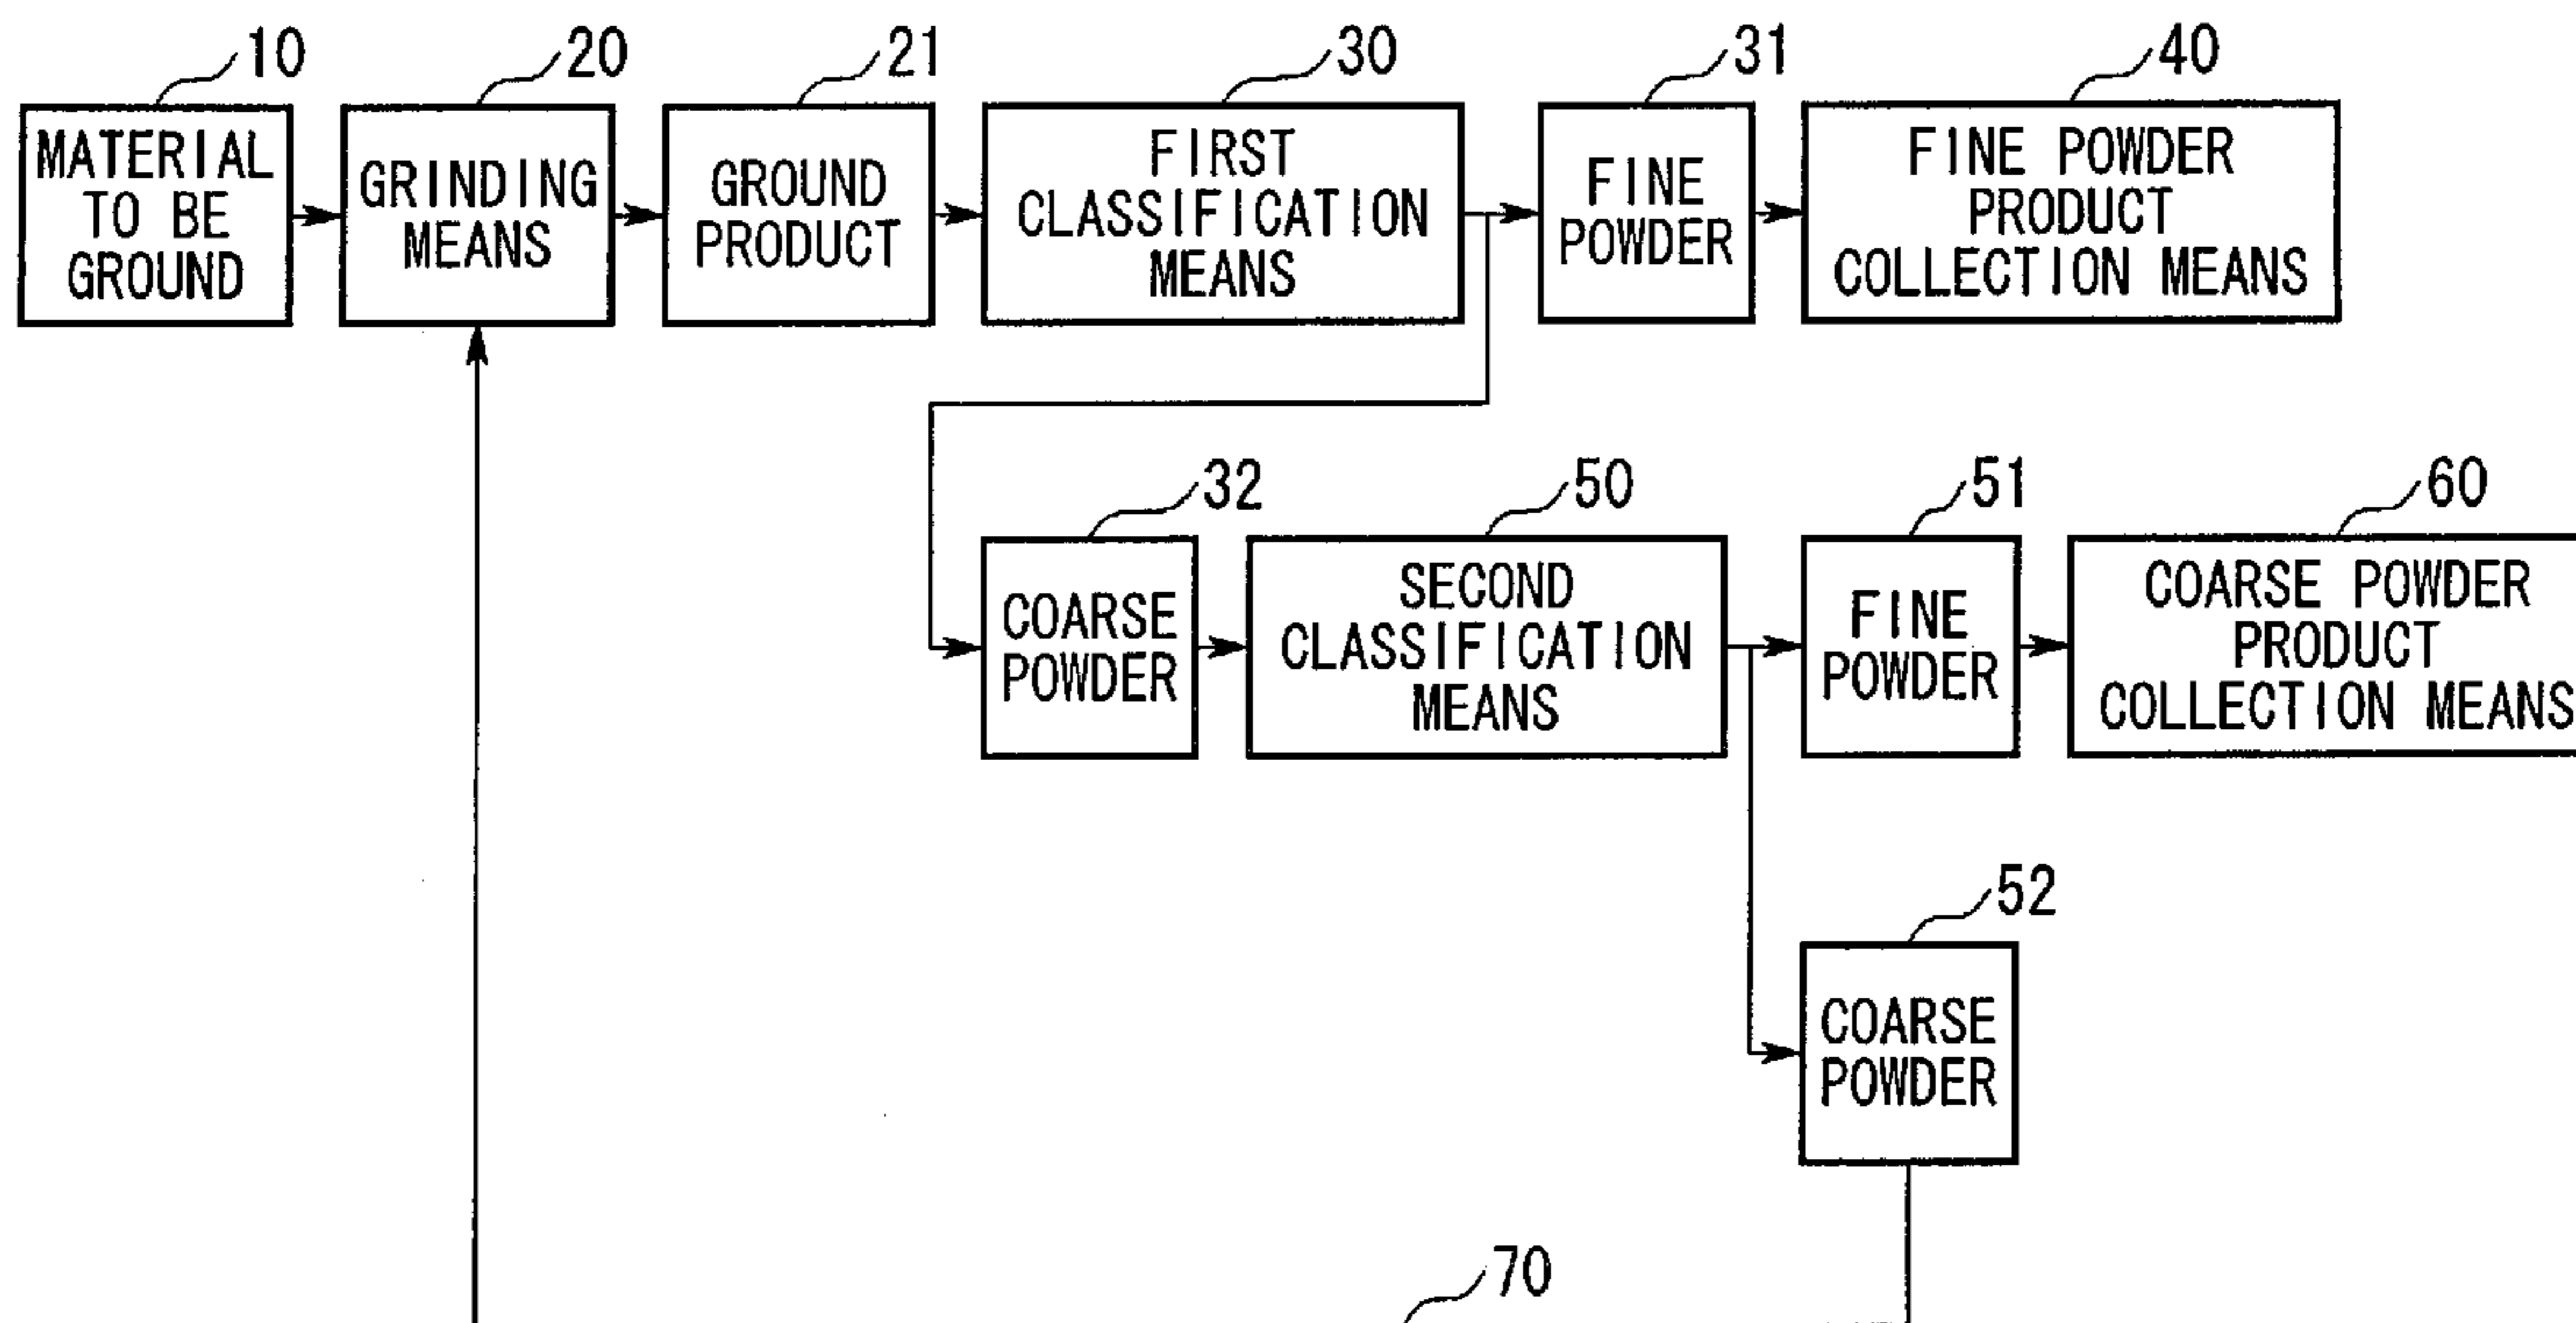 10
20
21
30
31
40
MATERIAL
TO BE
GROUND
GRINDING
MEANS
GROUND
PRODUCT
FIRST
CLASSIFICATION
MEANS
FINE
POWDER
FINE POWDER
PRODUCT
COLLECTION MEANS
32
50
51
60
COARSE
POWDER
SECOND
CLASSIFICATION
MEANS
FINE
POWDER
COARSE POWDER
PRODUCT
COLLECTION MEANS
52
COARSE
POWDER
70